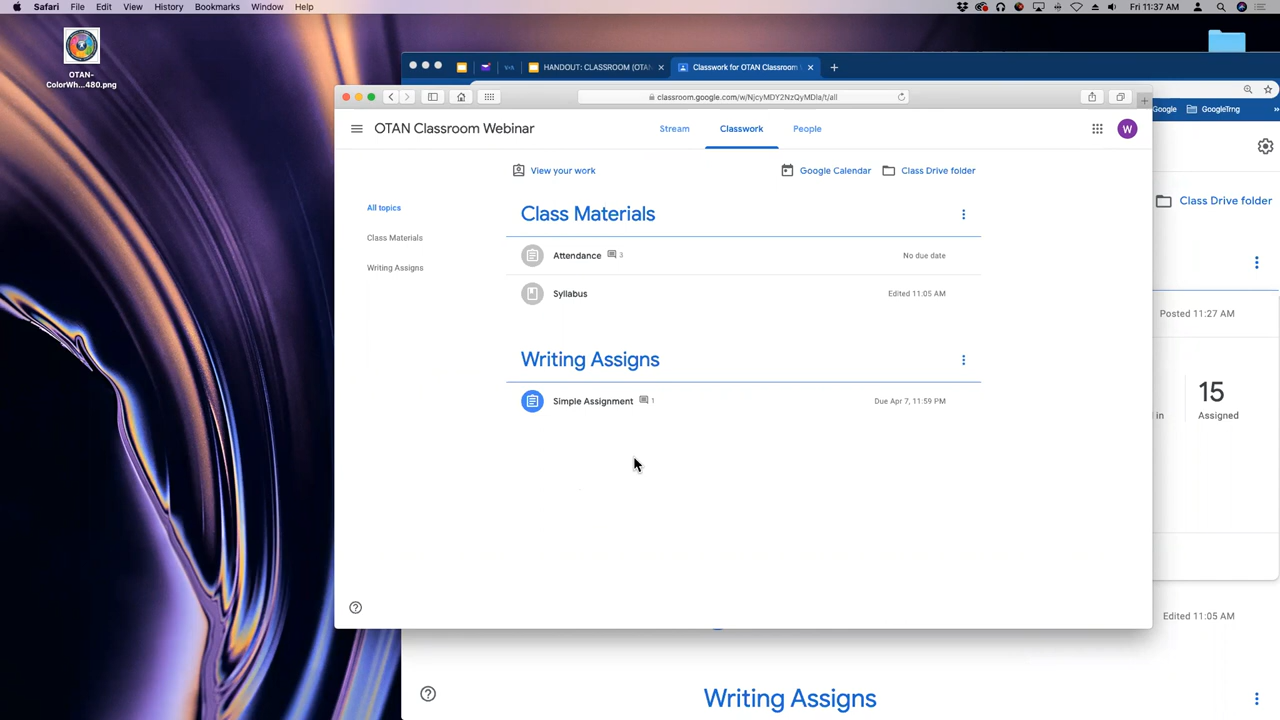 Safari File Edit View History Bookmarks Window Help
Fri 11:37 AM
OTAN-
ColorWh...480.png
HANDOUT: CLASSROOM (OTAN
Classwork for OTAN Classroom
classroom.google.com/w/NjcyMDY2NzQyMDla/t/all
Google
GoogleTrng
OTAN Classroom Webinar
Stream
Classwork
People
W
View your work
Google Calendar
Class Drive folder
Class Drive folder
All topics
Class Materials
Writing Assigns
Class Materials
Attendance 3
No due date
Syllabus
Edited 11:05 AM
Posted 11:27 AM
Writing Assigns
Simple Assignment 1
Due Apr 7, 11:59 PM
15
in
Assigned
Edited 11:05 AM
Writing Assigns